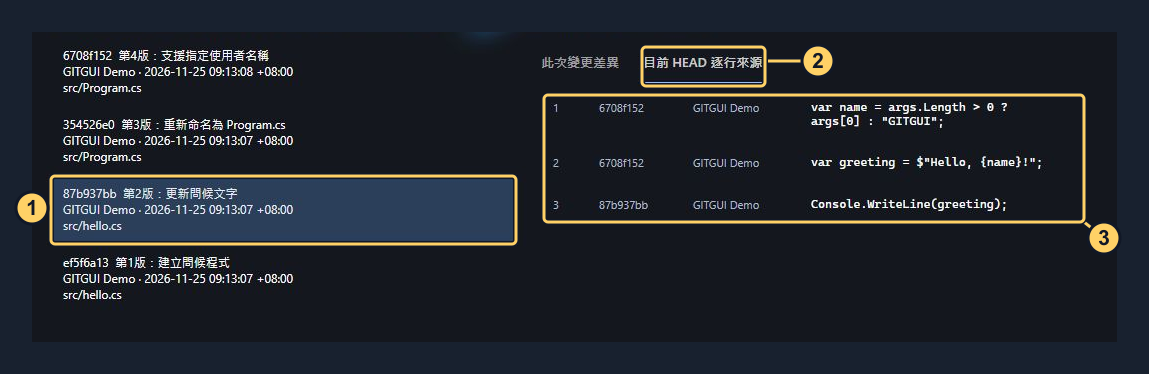 6708f152 第4版：支援指定使用者名稱
GITGUI Demo · 2026-11-25 09:13:08 +08:00
src/Program.cs
354526e0 第3版：重新命名為 Program.cs
GITGUI Demo · 2026-11-25 09:13:07 +08:00
src/Program.cs
1
87b937bb 第2版：更新問候文字
GITGUI Demo · 2026-11-25 09:13:07 +08:00
src/hello.cs
ef5f6a13 第1版：建立問候程式
GITGUI Demo · 2026-11-25 09:13:07 +08:00
src/hello.cs
此次變更差異 目前 HEAD 逐行來源 2
1 6708f152 GITGUI Demo var name = args.Length > 0 ?
args[0] : "GITGUI";
2 6708f152 GITGUI Demo var greeting = $"Hello, {name}!";
3 87b937bb GITGUI Demo Console.WriteLine(greeting);
3